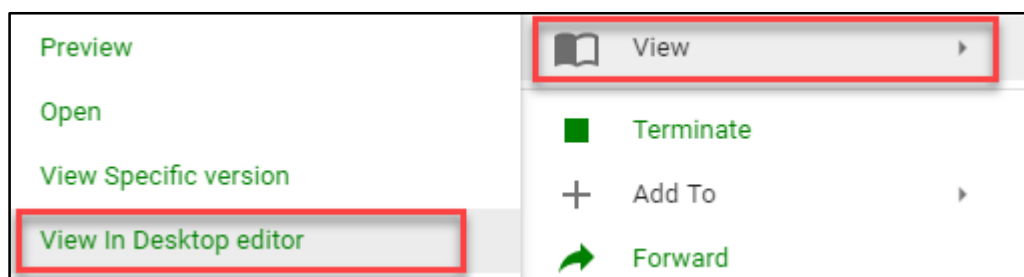 Preview
Open
View Specific version
View In Desktop editor
View
Terminate
Add To
Forward